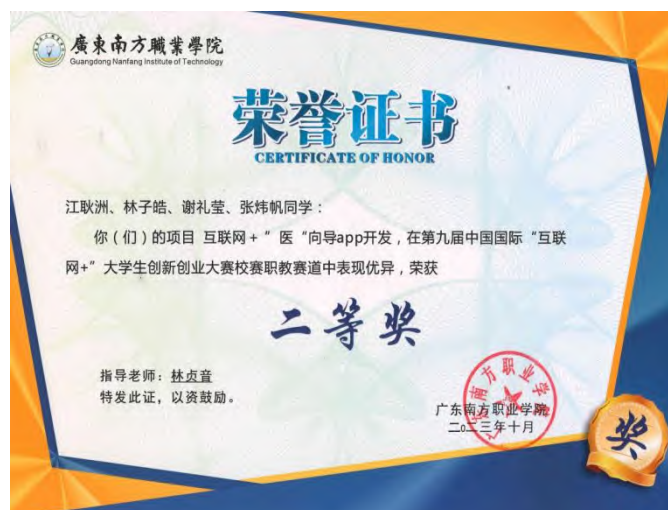 廣東南方職業學院
Guangdong Nanfang Institute of Technology
荣誉证书
CERTIFICATE OF HONOR
江耿洲、林子皓、谢礼莹、张炜帆同学：
你（们）的项目 互联网+＂医＂向导app开发，在第九届中国国际“互联
网+”大学生创新创业大赛校赛职教赛道中表现优异，荣获
二等奖
指导老师：林贞音
特发此证，以资鼓励。
广东南方职业学院
二〇二三年十月
奖